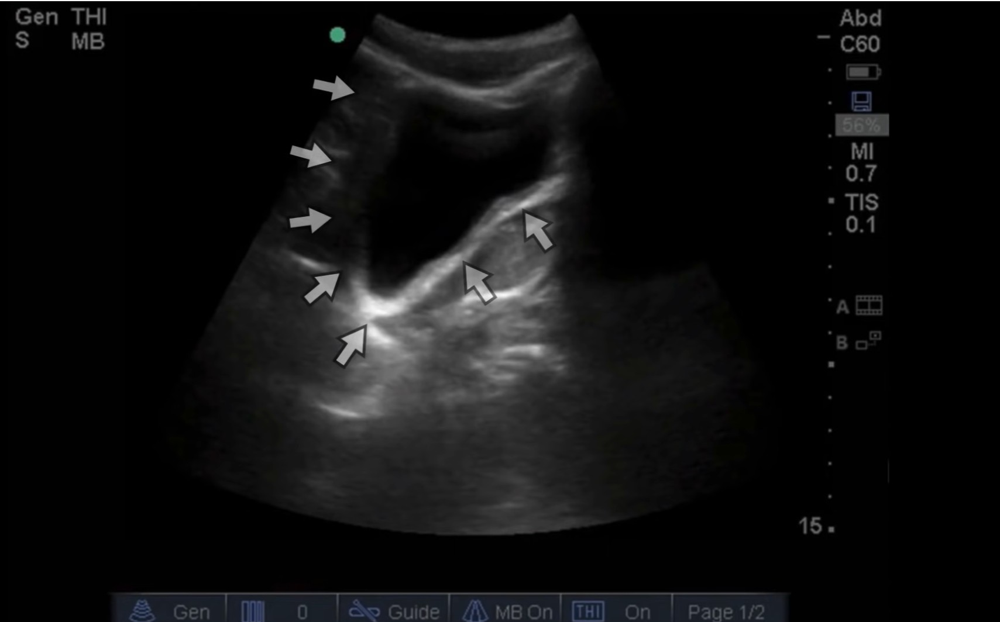 Gen THI
S MB
Abd
C60
56%
MI
0.7
TIS
0.1
A
B
15
Gen 0 Guide MB On THI On Page 1/2